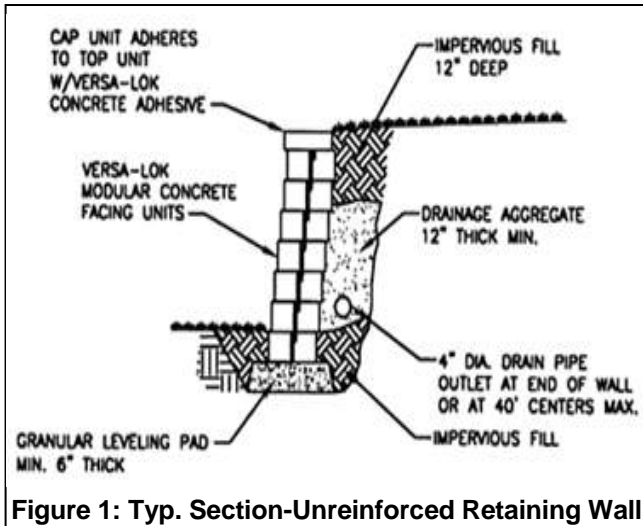 CAP UNIT ADHERES
TO TOP UNIT
W/VERSA-LOK
CONCRETE ADHESIVE
IMPERVIOUS FILL
12" DEEP
VERSA-LOK
MODULAR CONCRETE
FACING UNITS
DRAINAGE AGGREGATE
12" THICK MIN.
4" DIA. DRAIN PIPE
OUTLET AT END OF WALL
OR AT 40' CENTERS MAX.
IMPERVIOUS FILL
GRANULAR LEVELING PAD
MIN. 6" THICK
Figure 1: Typ. Section-Unreinforced Retaining Wall